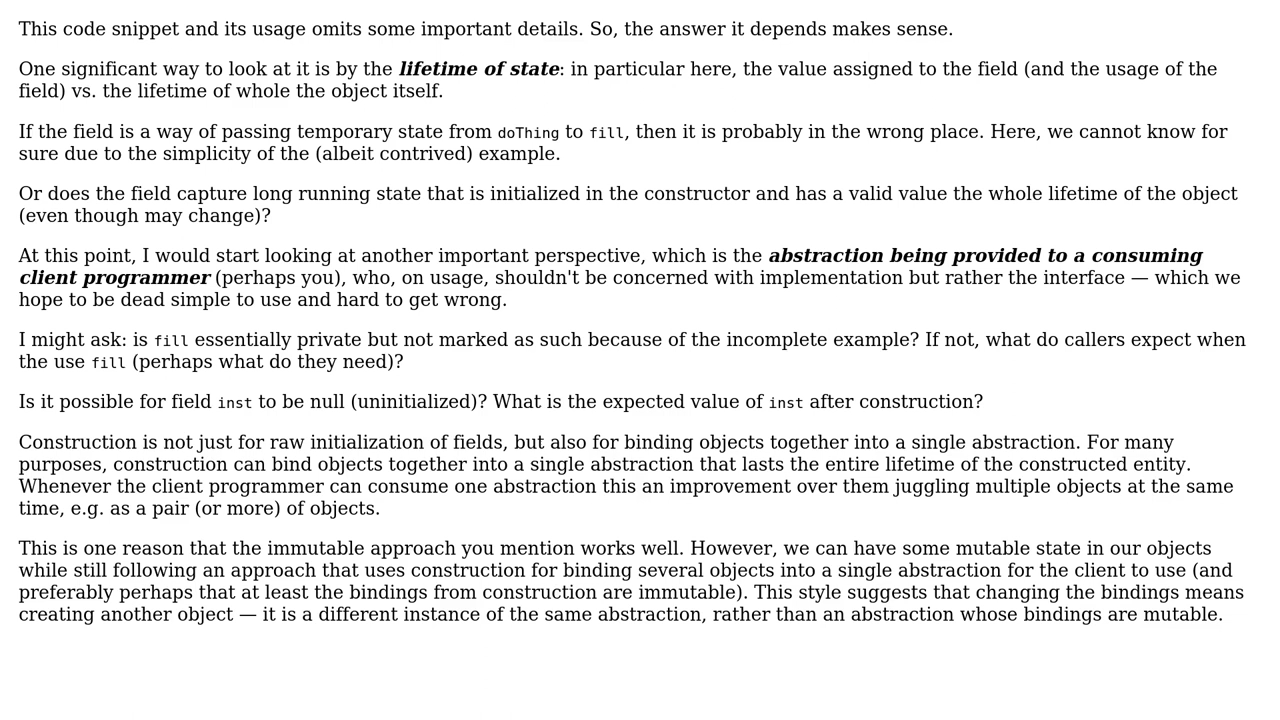 This code snippet and its usage omits some important details. So, the answer it depends makes sense.
One significant way to look at it is by the lifetime of state: in particular here, the value assigned to the field (and the usage of the
field) vs. the lifetime of whole the object itself.
If the field is a way of passing temporary state from doThing to fill, then it is probably in the wrong place. Here, we cannot know for
sure due to the simplicity of the (albeit contrived) example.
Or does the field capture long running state that is initialized in the constructor and has a valid value the whole lifetime of the object
(even though may change)?
At this point, I would start looking at another important perspective, which is the abstraction being provided to a consuming
client programmer (perhaps you), who, on usage, shouldn't be concerned with implementation but rather the interface — which we
hope to be dead simple to use and hard to get wrong.
I might ask: is fill essentially private but not marked as such because of the incomplete example? If not, what do callers expect when
the use fill (perhaps what do they need)?
Is it possible for field inst to be null (uninitialized)? What is the expected value of inst after construction?
Construction is not just for raw initialization of fields, but also for binding objects together into a single abstraction. For many
purposes, construction can bind objects together into a single abstraction that lasts the entire lifetime of the constructed entity.
Whenever the client programmer can consume one abstraction this an improvement over them juggling multiple objects at the same
time, e.g. as a pair (or more) of objects.
This is one reason that the immutable approach you mention works well. However, we can have some mutable state in our objects
while still following an approach that uses construction for binding several objects into a single abstraction for the client to use (and
preferably perhaps that at least the bindings from construction are immutable). This style suggests that changing the bindings means
creating another object — it is a different instance of the same abstraction, rather than an abstraction whose bindings are mutable.